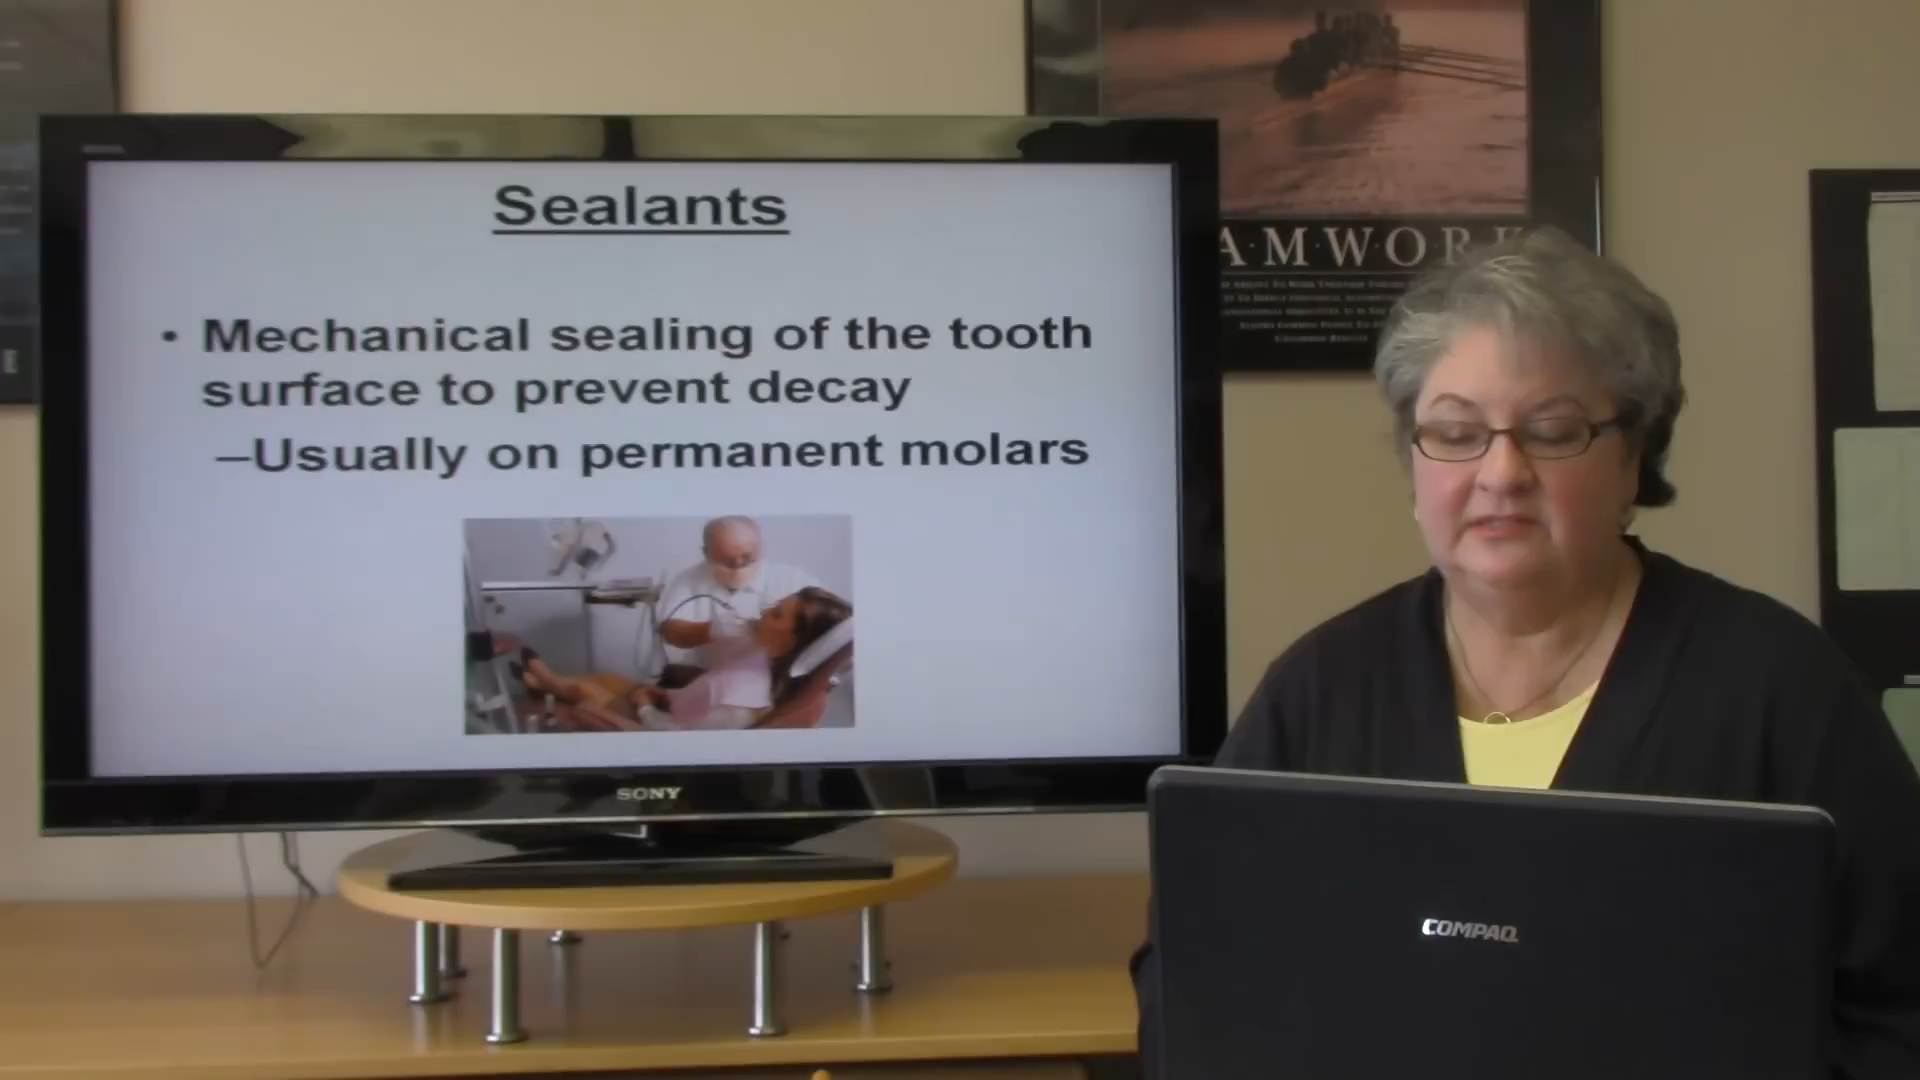 Sealants
• Mechanical sealing of the tooth
surface to prevent decay
–Usually on permanent molars
SONY
AMWORK
COMPAQ